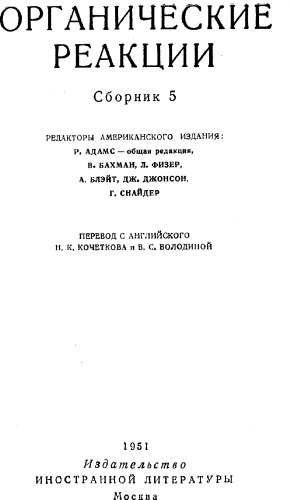 ОРГАНИЧЕСКИЕ
РЕАКЦИИ
Сборник 5
РЕДАКТОРЫ АМЕРИКАНСКОГО ИЗДАНИЯ:
Р. АДАМС — общая редакция,
В. БАХМАН, Л. ФИЗЕР,
А. БЛЭЙТ, ДЖ. ДЖОНСОН,
Г. СНАЙДЕР
ПЕРЕВОД С АНГЛИЙСКОГО
Н. К. КОЧЕТКОВА и В. С. ВОЛОДИНОЙ
1951
Издательство
ИНОСТРАННОЙ ЛИТЕРАТУРЫ
Москва